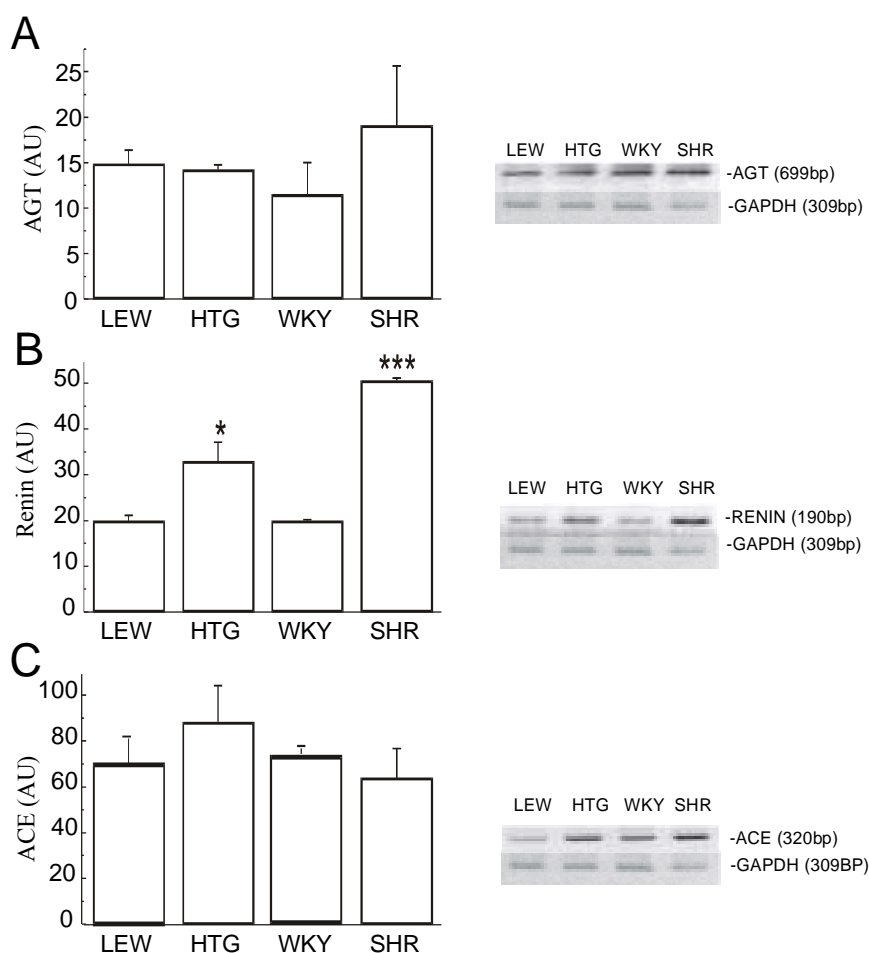 A
AGT (AU)
25
20
15
10
5
0
LEW HTG WKY SHR
LEW HTG WKY SHR
-AGT (699bp)
-GAPDH (309bp)
B
Renin (AU)
50
40
30
20
10
0
*
***
LEW HTG WKY SHR
LEW HTG WKY SHR
-RENIN (190bp)
-GAPDH (309bp)
C
ACE (AU)
100
80
60
40
20
0
LEW HTG WKY SHR
LEW HTG WKY SHR
-ACE (320bp)
-GAPDH (309BP)